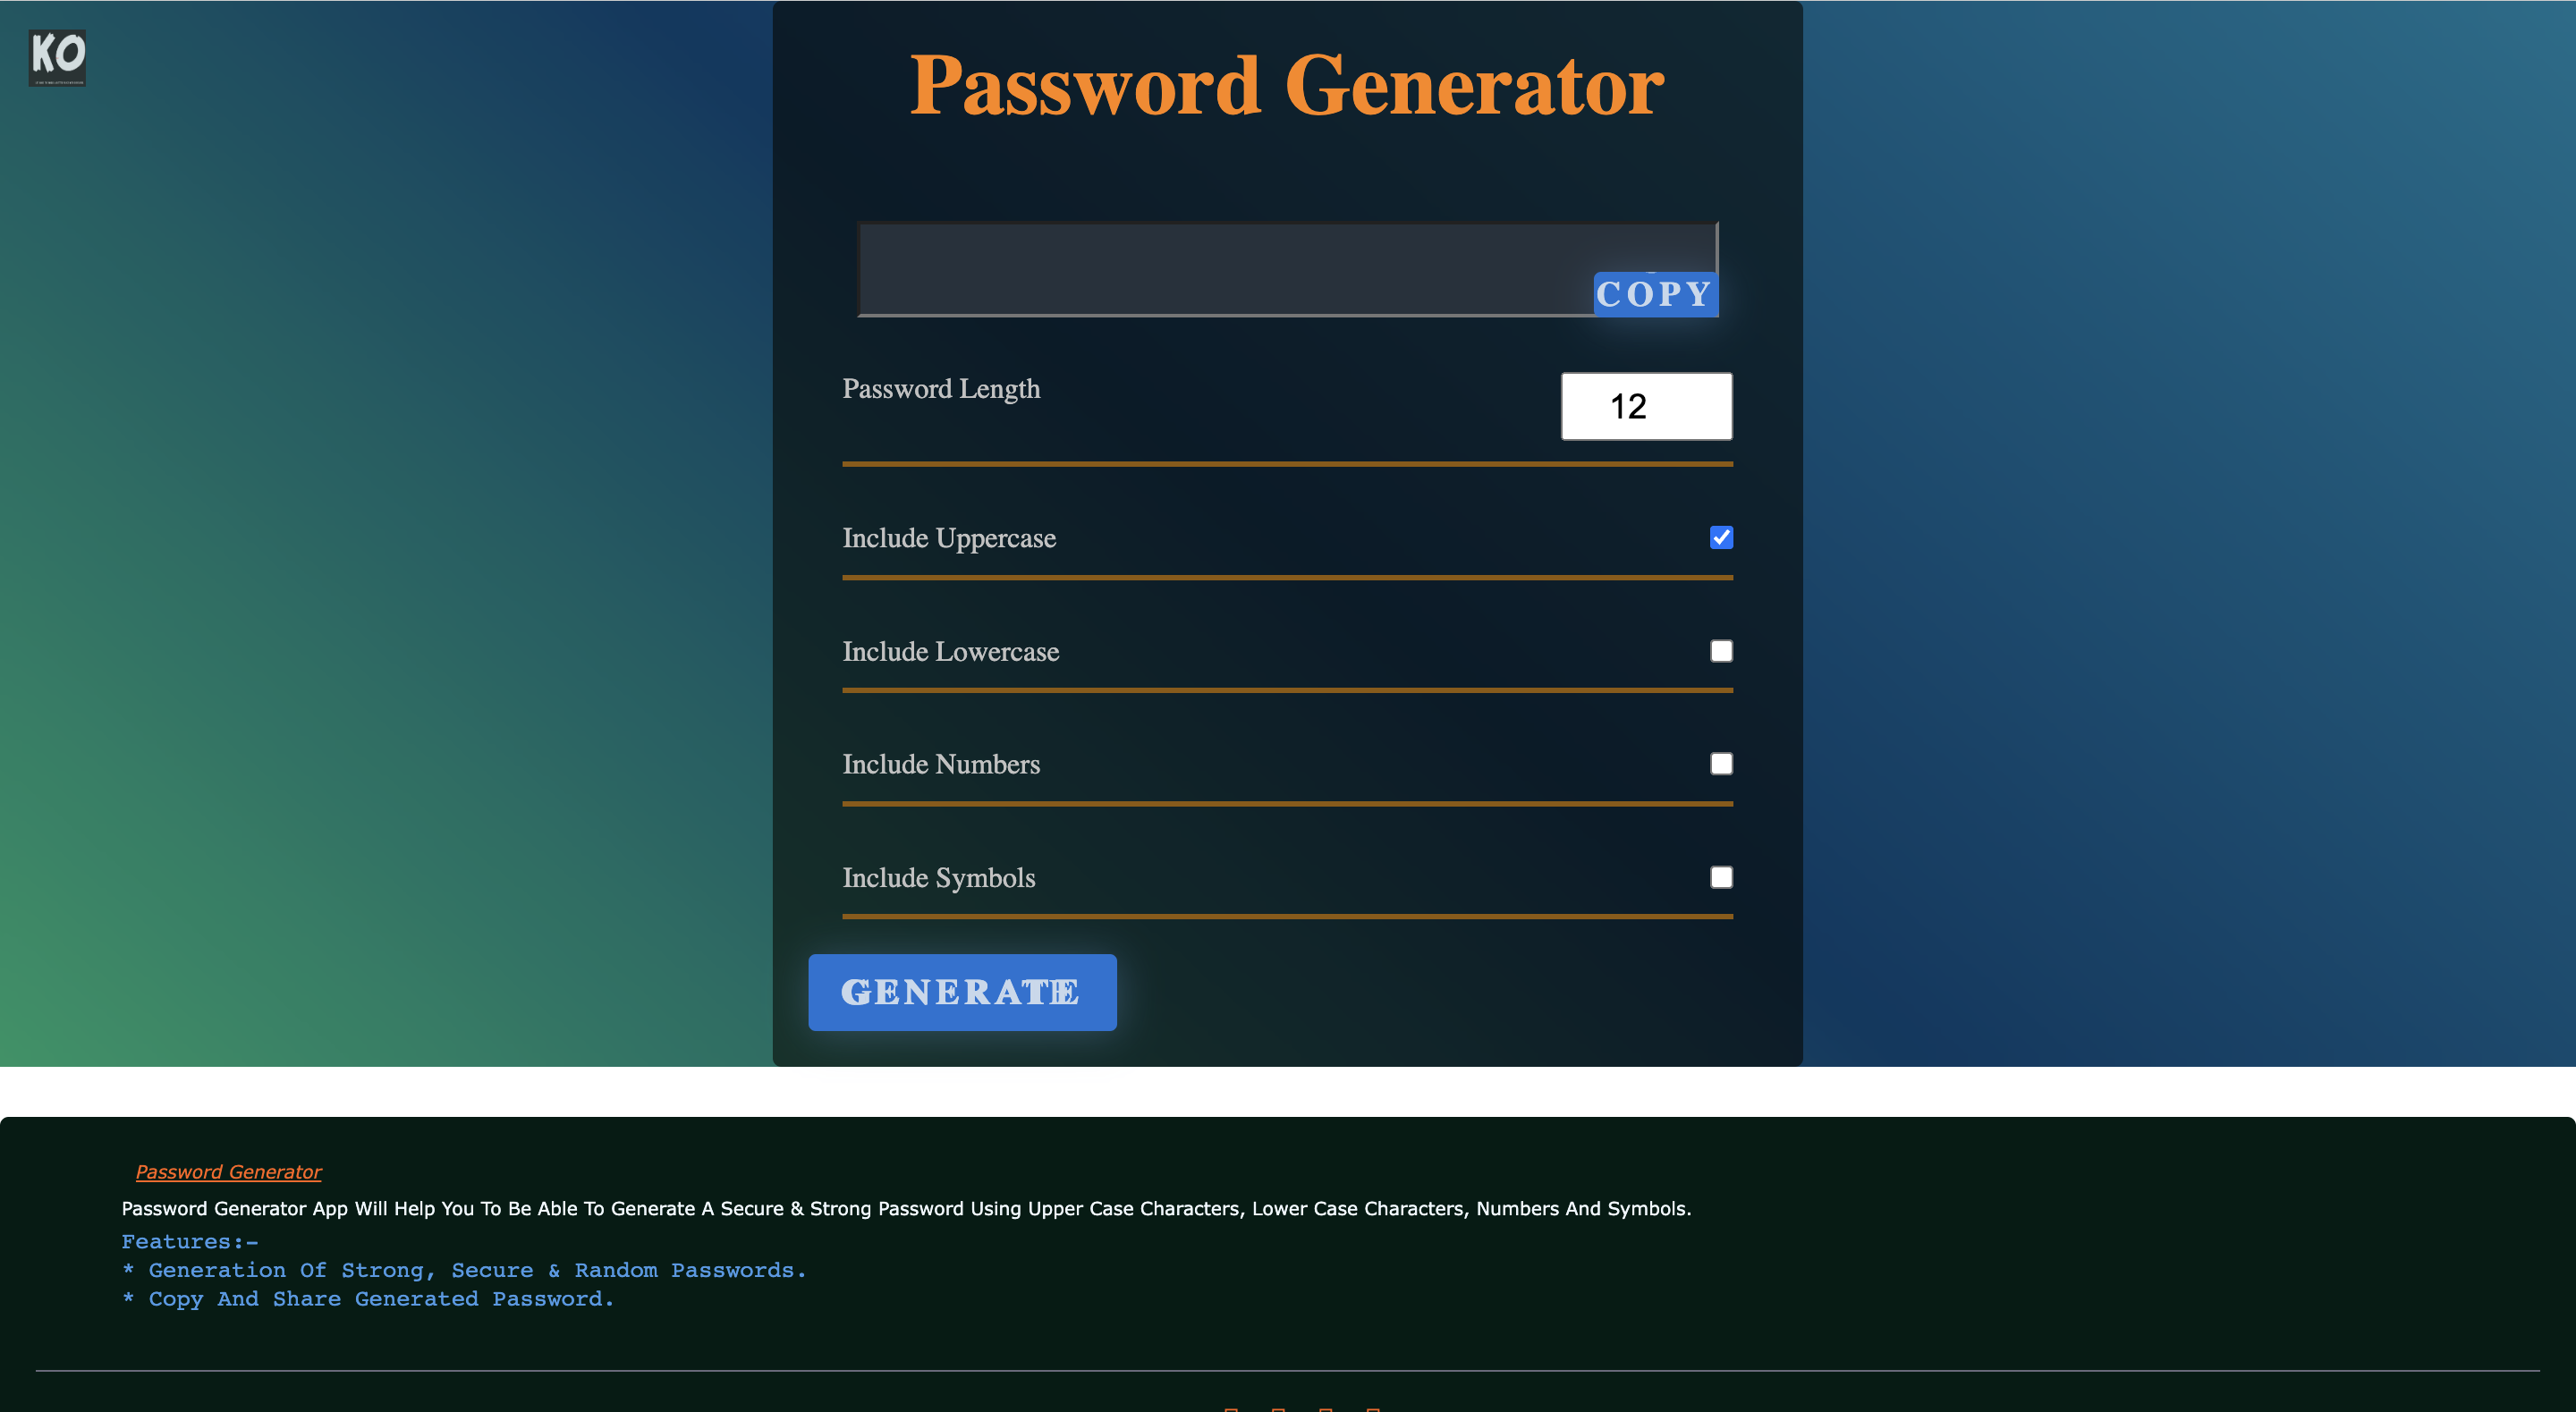 KO
Password Generator
COPY
Password Length
12
Include Uppercase
Include Lowercase
Include Numbers
Include Symbols
GENERATE
Password Generator
Password Generator App Will Help You To Be Able To Generate A Secure & Strong Password Using Upper Case Characters, Lower Case Characters, Numbers And Symbols.
Features:-
* Generation Of Strong, Secure & Random Passwords.
* Copy And Share Generated Password.